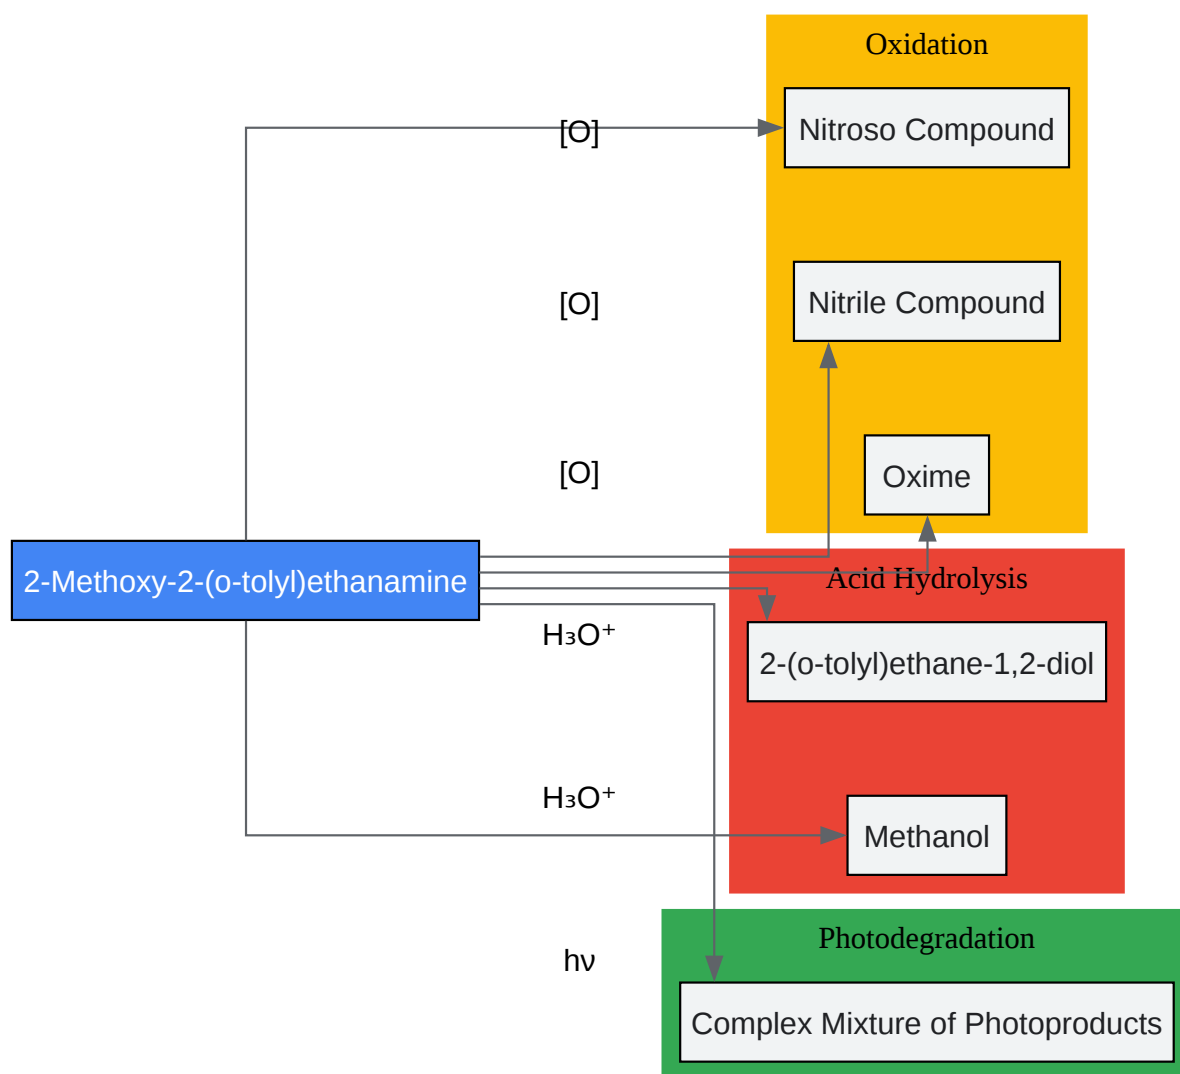 Oxidation
[O]
Nitroso Compound
[O]
Nitrile Compound
[O]
Oxime
2-Methoxy-2-(o-tolyl)ethanamine
Acid Hydrolysis
H₃O⁺
2-(o-tolyl)ethane-1,2-diol
H₃O⁺
Methanol
Photodegradation
hν
Complex Mixture of Photoproducts